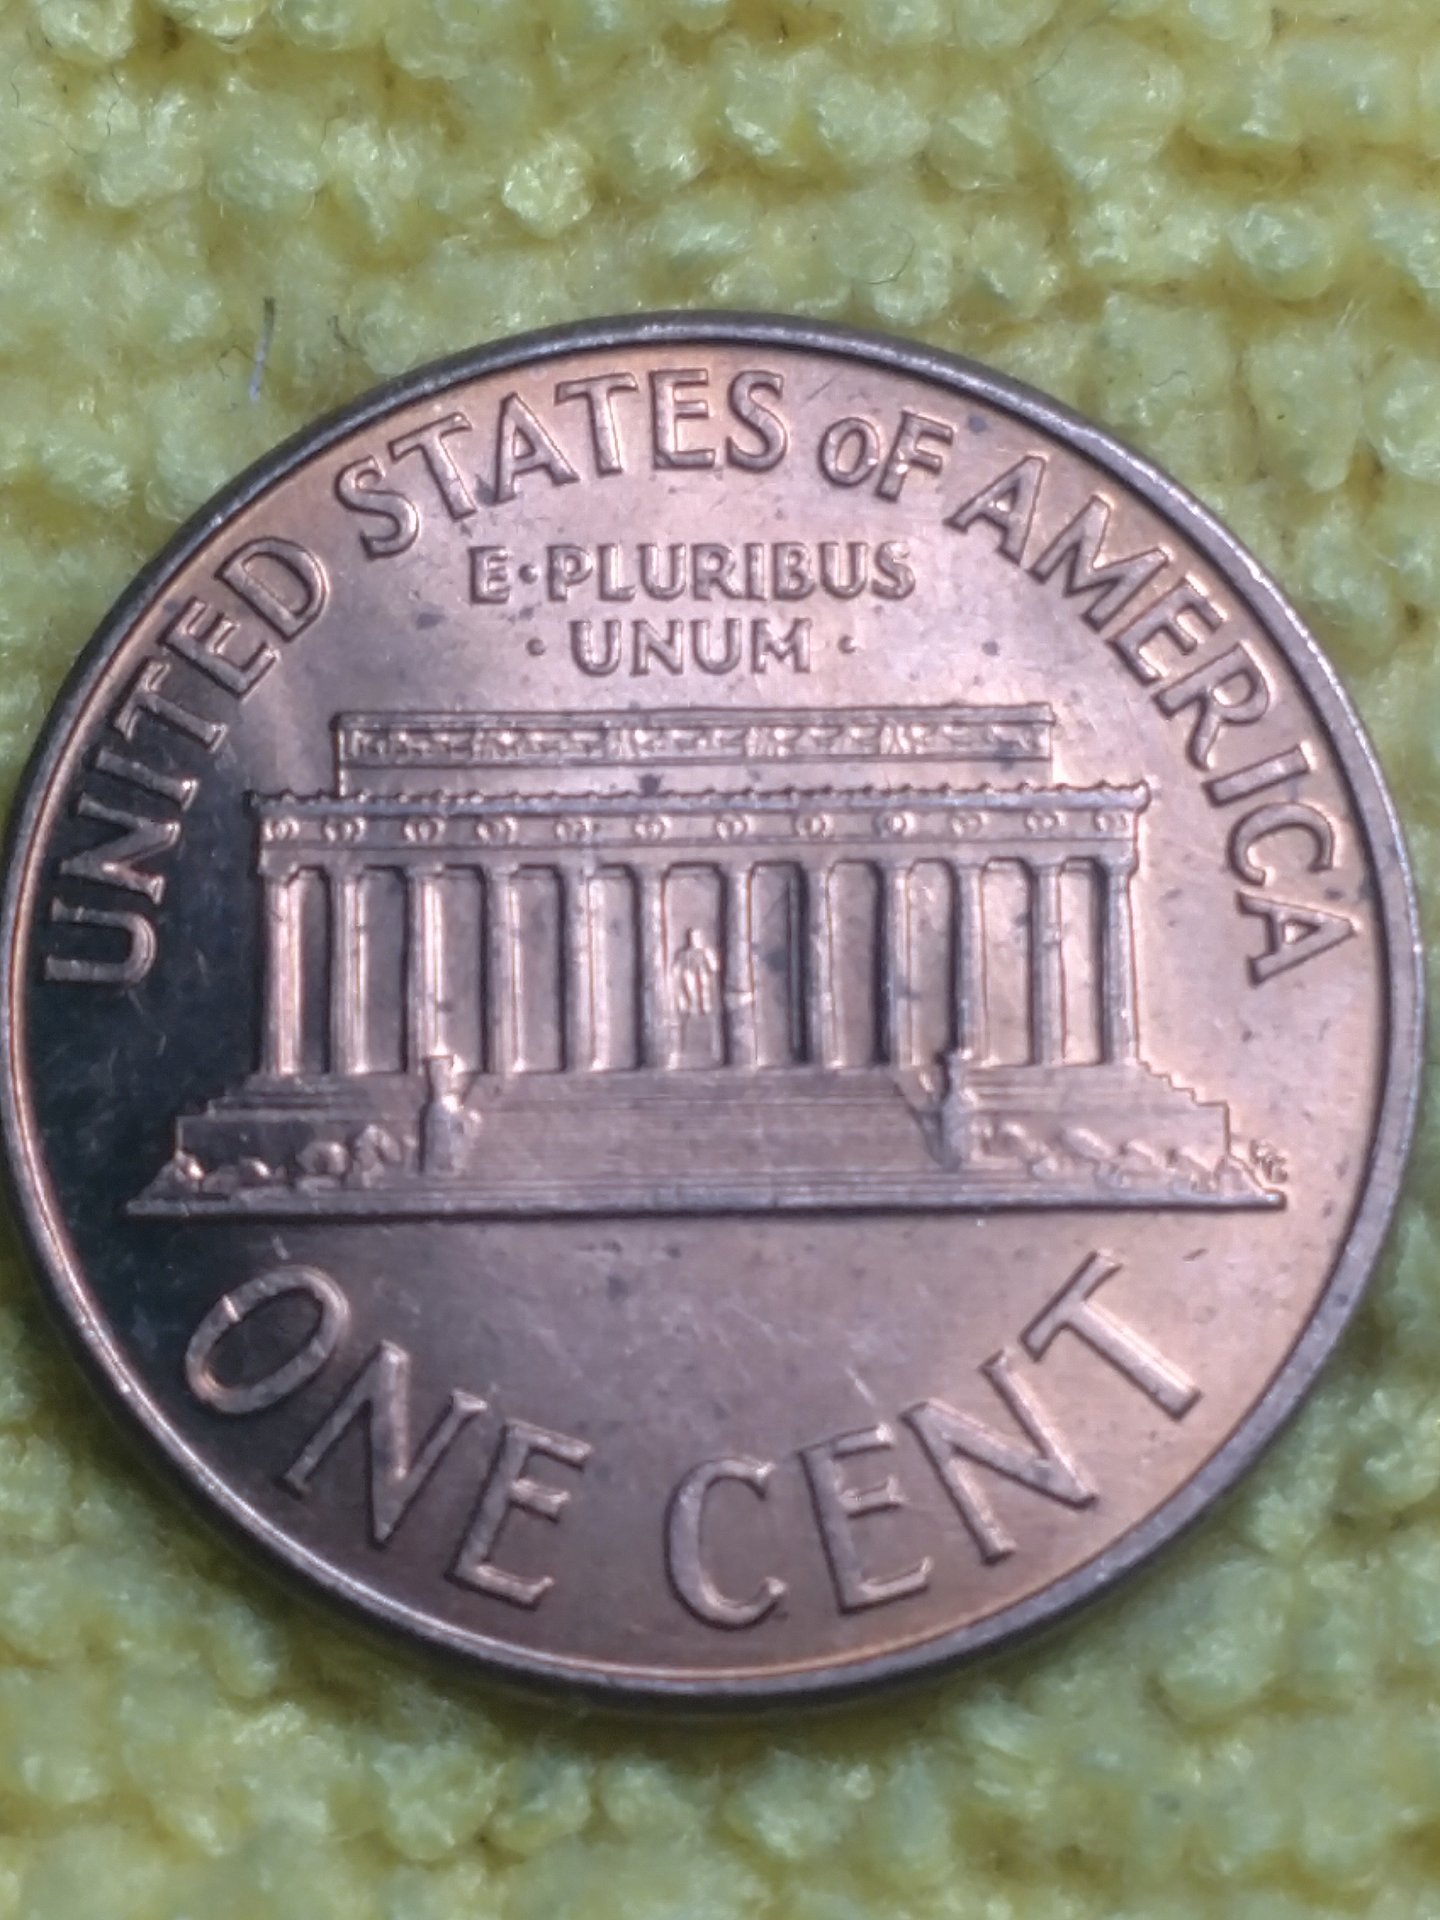 UNITED STATES OF AMERICA
E·PLURIBUS
· UNUM ·
ONE CENT